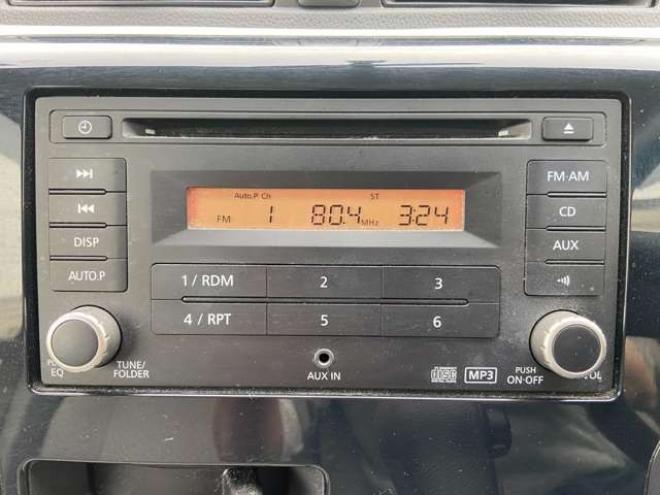 Auto.P Ch ST
FM 1 80.4 MHz 3:24
FM·AM
CD
DISP
AUX
AUTO.P
1 / RDM 2 3
4 / RPT 5 6
EQ
TUNE/
FOLDER
AUX IN
MP3
PUSH
ON·OFF